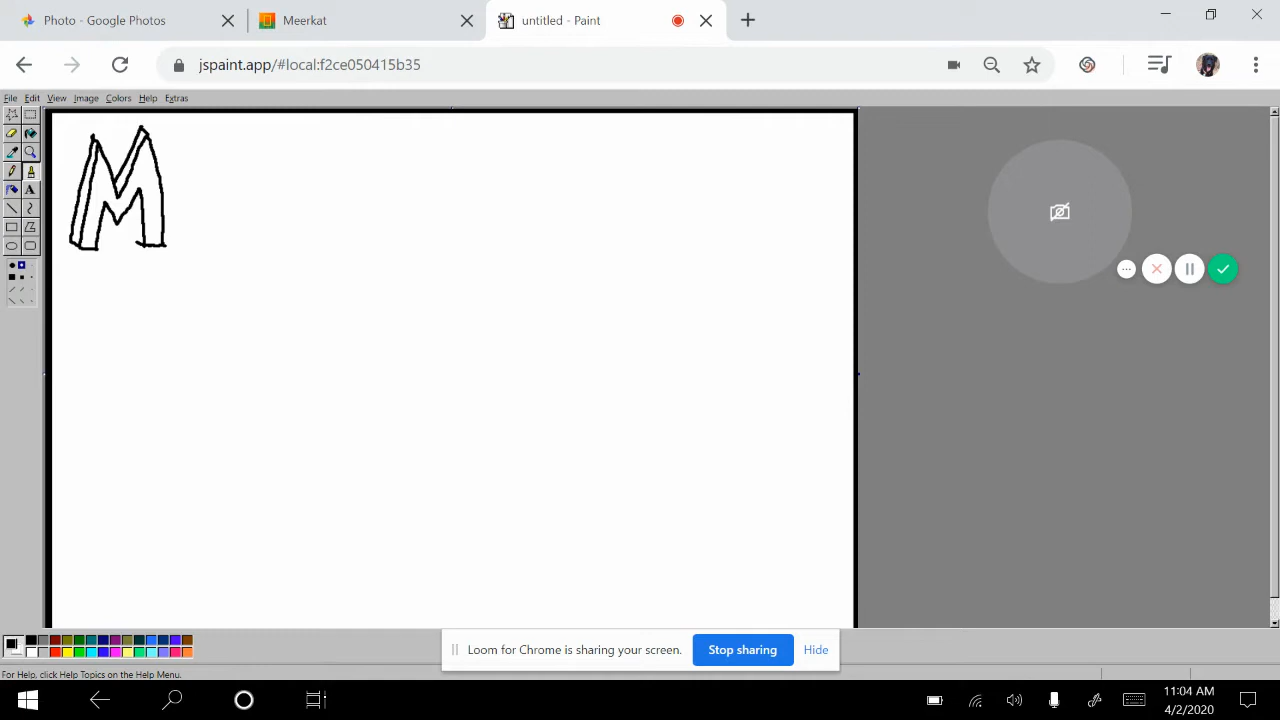 Photo - Google Photos
Meerkat
untitled - Paint
jspaint.app/#local:f2ce050415b35
File Edit View Image Colors Help Extras
A
M
Loom for Chrome is sharing your screen. Stop sharing Hide
For Help, click Help Topics on the Help Menu.
11:04 AM
4/2/2020